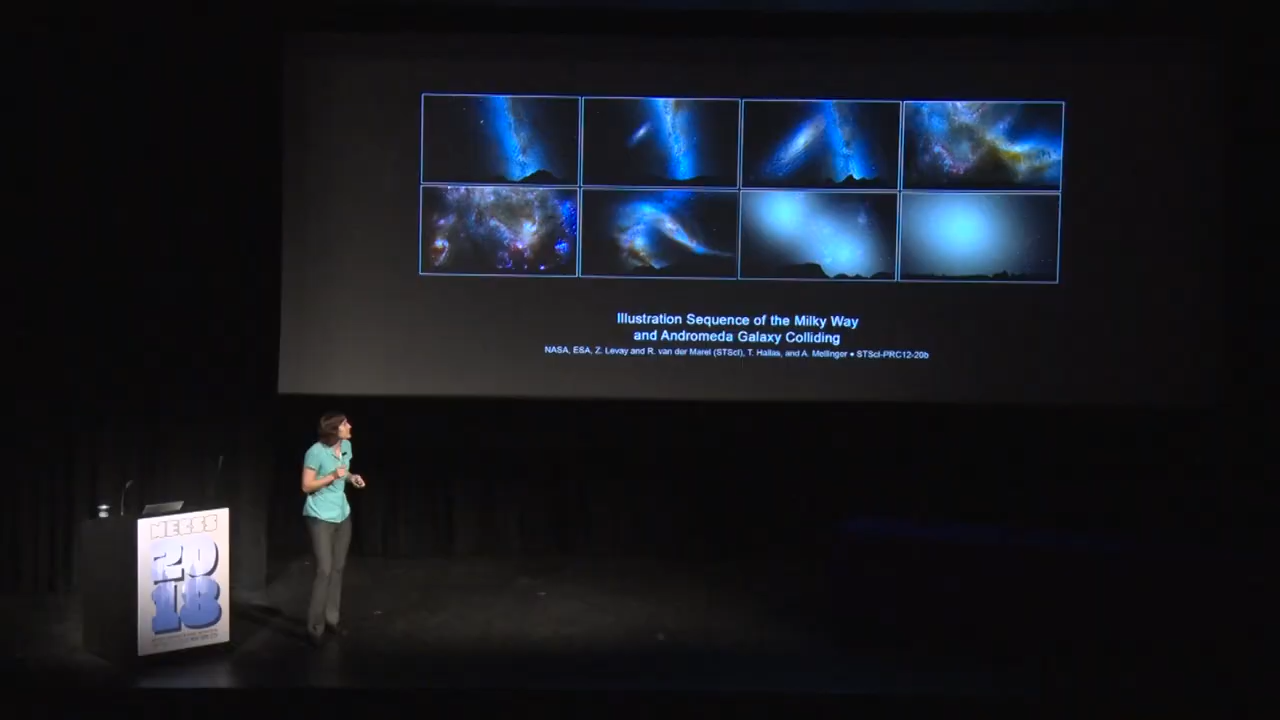 Illustration Sequence of the Milky Way
and Andromeda Galaxy Colliding
NASA, ESA, Z. Levay and R. van der Marel (STScI), T. Hallas, and A. Mellinger • STScI-PRC12-20b
NECSS
20
18